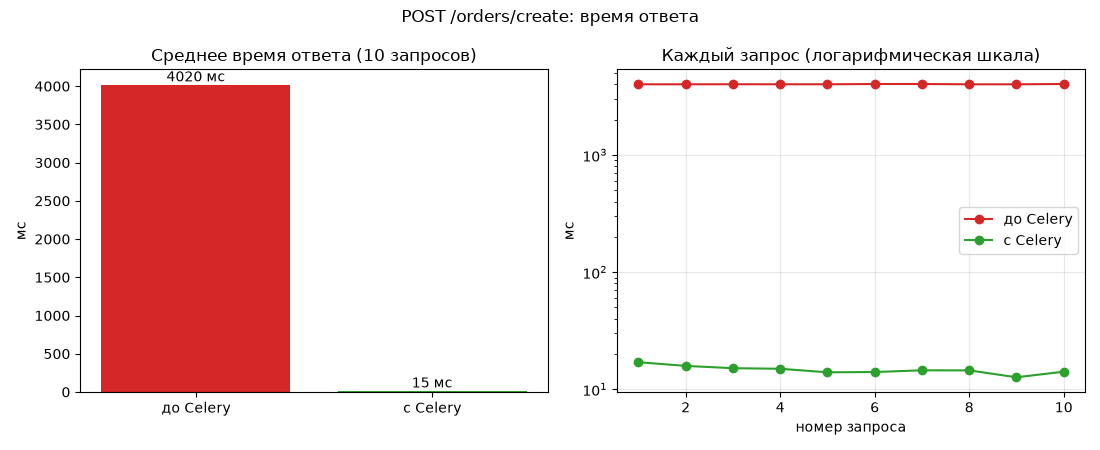 POST /orders/create: время ответа
Среднее время ответа (10 запросов)
4020 мс
15 мс
4000
3500
3000
2500
2000
1500
1000
500
0
мс
до Celery
с Celery
Каждый запрос (логарифмическая шкала)
10³
10²
10¹
мс
до Celery
с Celery
2
4
6
8
10
номер запроса